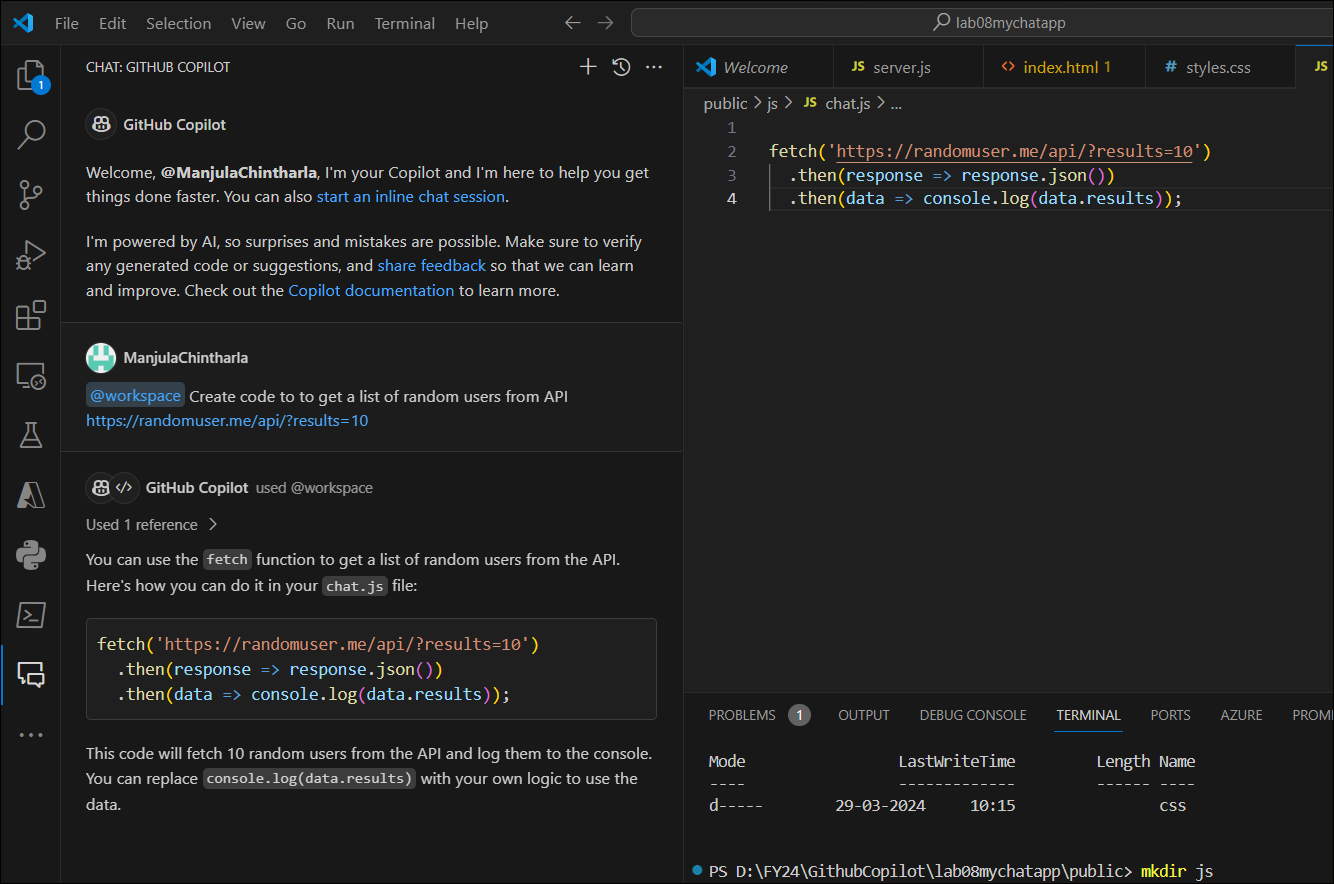 File Edit Selection View Go Run Terminal Help
lab08mychatapp
1
CHAT: GITHUB COPILOT
GitHub Copilot
Welcome, @ManjulaChintharla, I'm your Copilot and I'm here to help you get
things done faster. You can also start an inline chat session.
I'm powered by AI, so surprises and mistakes are possible. Make sure to verify
any generated code or suggestions, and share feedback so that we can learn
and improve. Check out the Copilot documentation to learn more.
ManjulaChintharla
@workspace Create code to to get a list of random users from API
https://randomuser.me/api/?results=10
GitHub Copilot used @workspace
Used 1 reference
You can use the fetch function to get a list of random users from the API.
Here's how you can do it in your chat.js file:
fetch('https://randomuser.me/api/?results=10')
  .then(response => response.json())
  .then(data => console.log(data.results));
This code will fetch 10 random users from the API and log them to the console.
You can replace console.log(data.results) with your own logic to use the
data.
Welcome JS server.js <> index.html 1 # styles.css JS
public > js > JS chat.js > ...
1
2 fetch('https://randomuser.me/api/?results=10')
3   .then(response => response.json())
4   .then(data => console.log(data.results));
PROBLEMS 1 OUTPUT DEBUG CONSOLE TERMINAL PORTS AZURE PROM
Mode LastWriteTime Length Name
---- ------------- ------ ----
d----- 29-03-2024 10:15 css
PS D:\FY24\GithubCopilot\lab08mychatapp\public> mkdir js